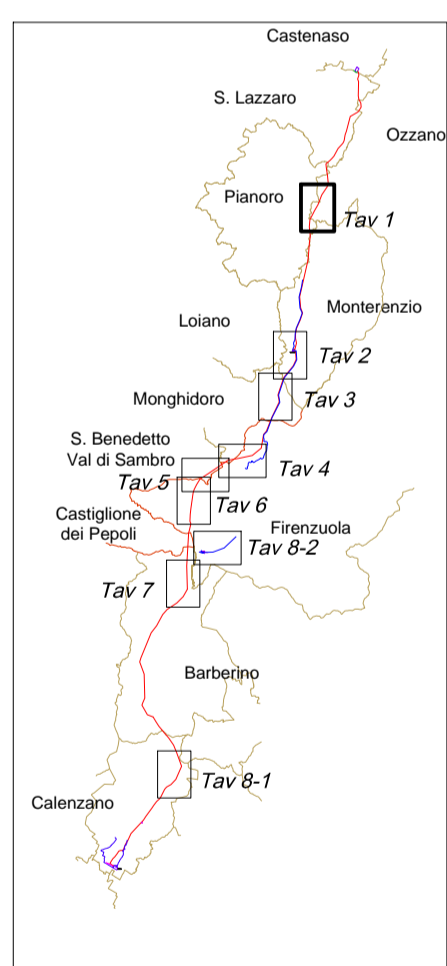 Castenaso
S. Lazzaro
Ozzano
Pianoro
Tav 1
Monterenzio
Loiano
Tav 2
Monghidoro
Tav 3
S. Benedetto
Val di Sambro
Tav 4
Tav 5
Tav 6
Castiglione
dei Pepoli
Firenzuola
Tav 8-2
Tav 7
Barberino
Tav 8-1
Calenzano